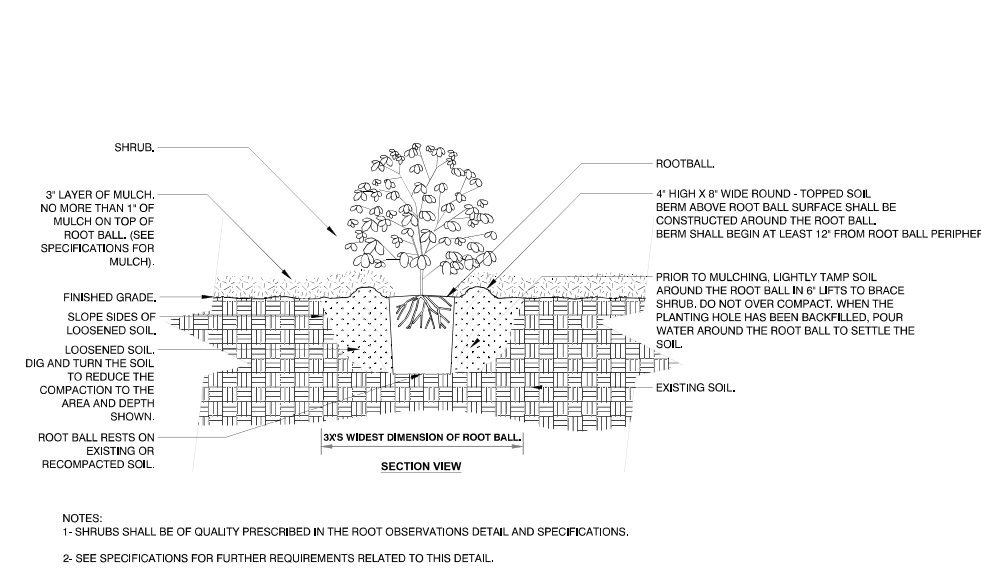 SHRUB.
3" LAYER OF MULCH.
NO MORE THAN 1" OF
MULCH ON TOP OF
ROOT BALL. (SEE
SPECIFICATIONS FOR
MULCH).
FINISHED GRADE.
SLOPE SIDES OF
LOOSENED SOIL.
LOOSENED SOIL.
DIG AND TURN THE SOIL
TO REDUCE THE
COMPACTION TO THE
AREA AND DEPTH
SHOWN.
ROOT BALL RESTS ON
EXISTING OR
RECOMPACTED SOIL.
ROOTBALL.
4" HIGH X 8" WIDE ROUND - TOPPED SOIL
BERM ABOVE ROOT BALL SURFACE SHALL BE
CONSTRUCTED AROUND THE ROOT BALL.
BERM SHALL BEGIN AT LEAST 12" FROM ROOT BALL PERIPHER
PRIOR TO MULCHING, LIGHTLY TAMP SOIL
AROUND THE ROOT BALL IN 6" LIFTS TO BRACE
SHRUB. DO NOT OVER COMPACT. WHEN THE
PLANTING HOLE HAS BEEN BACKFILLED, POUR
WATER AROUND THE ROOT BALL TO SETTLE THE
SOIL.
EXISTING SOIL.
3X'S WIDEST DIMENSION OF ROOT BALL.
SECTION VIEW
NOTES:
1- SHRUBS SHALL BE OF QUALITY PRESCRIBED IN THE ROOT OBSERVATIONS DETAIL AND SPECIFICATIONS.
2- SEE SPECIFICATIONS FOR FURTHER REQUIREMENTS RELATED TO THIS DETAIL.